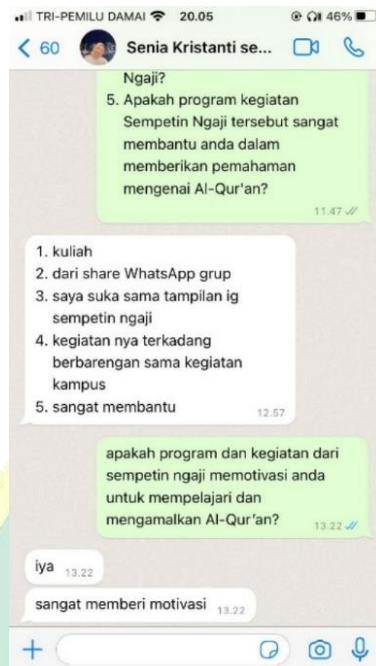 TRI-PEMILU DAMAI 20.05 46%
60 Senia Kristanti se...
Ngaji?
5. Apakah program kegiatan
Sempetin Ngaji tersebut sangat
membantu anda dalam
memberikan pemahaman
mengenai Al-Qur'an?
11.47
1. kuliah
2. dari share WhatsApp grup
3. saya suka sama tampilan ig
sempetin ngaji
4. kegiatan nya terkadang
berbarengan sama kegiatan
kampus
5. sangat membantu
12.57
apakah program dan kegiatan dari
sempetin ngaji memotivasi anda
untuk mempelajari dan
mengamalkan Al-Qur'an?
13.22
iya 13.22
sangat memberi motivasi 13.22